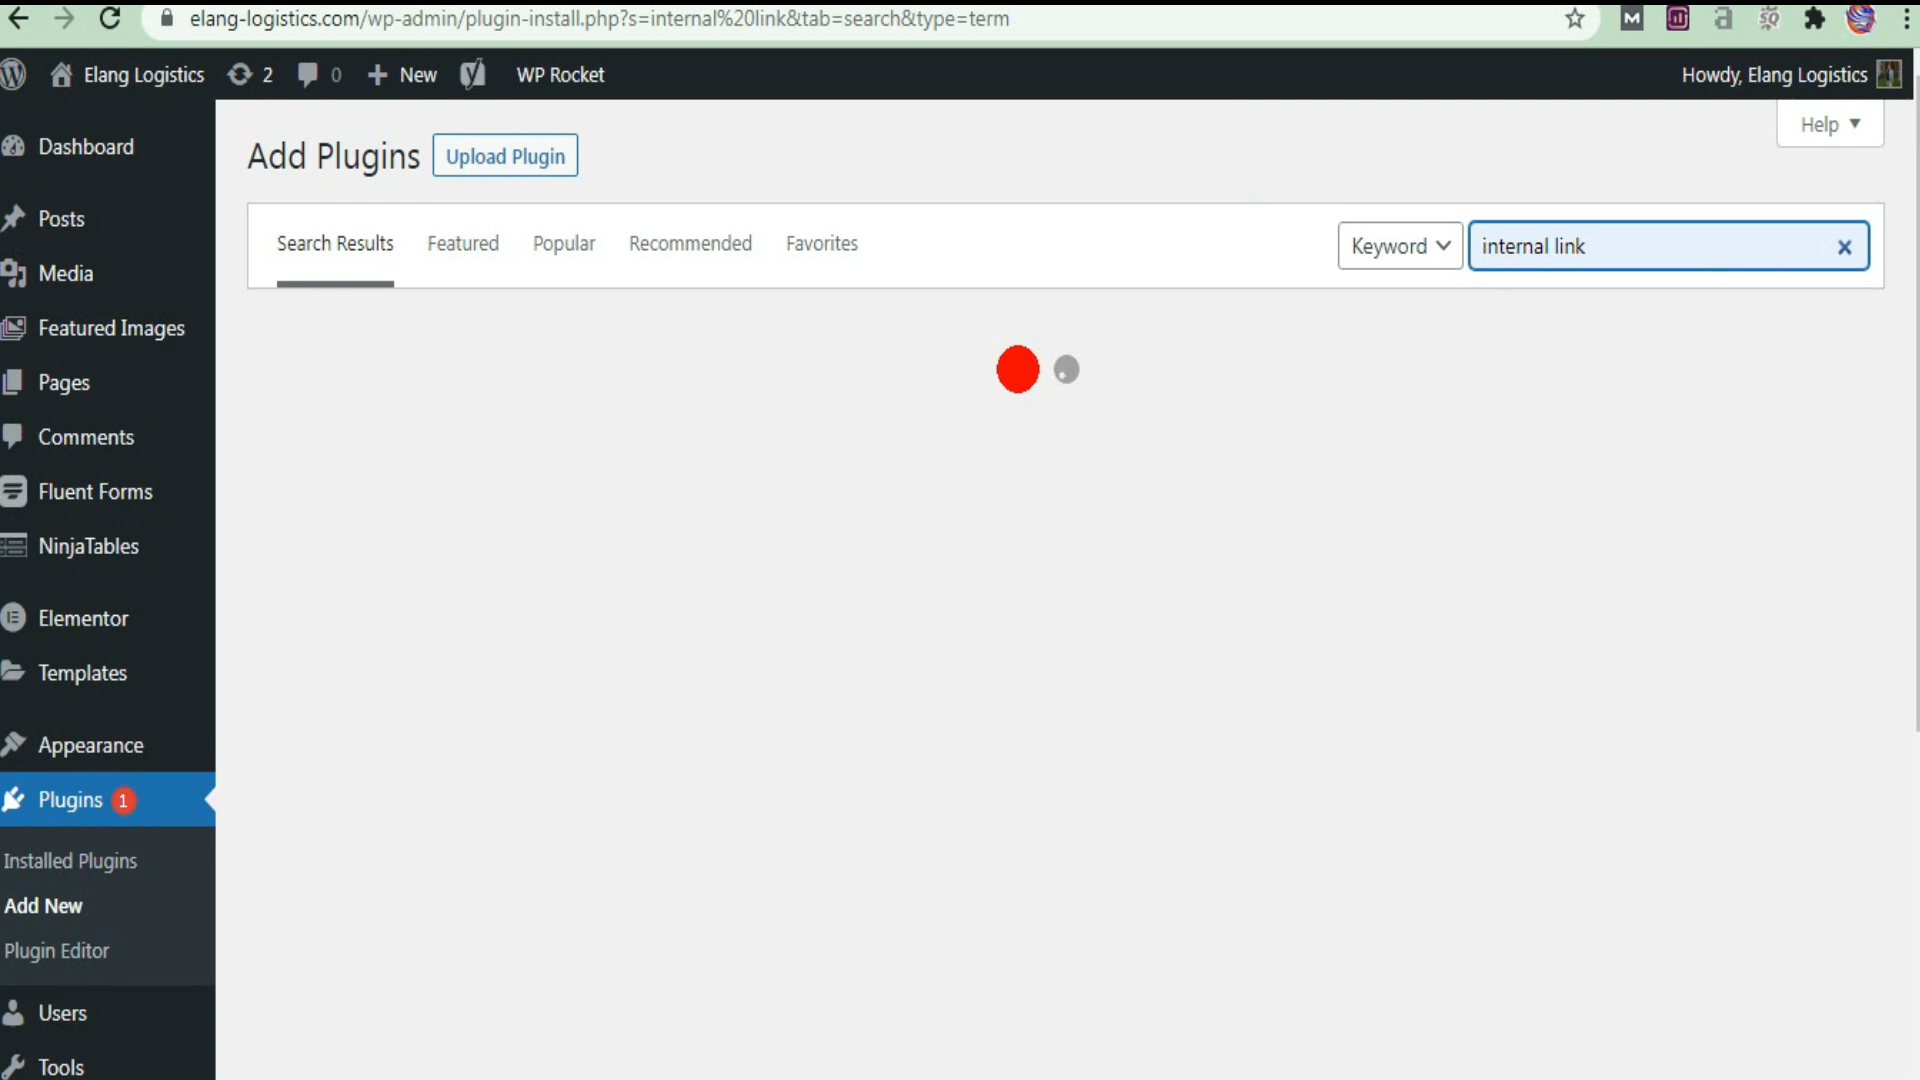 elang-logistics.com/wp-admin/plugin-install.php?s=internal%20link&tab=search&type=term
Elang Logistics 2 0 New WP Rocket Howdy, Elang Logistics
Help
Add Plugins Upload Plugin
Search Results Featured Popular Recommended Favorites Keyword internal link
Dashboard
Posts
Media
Featured Images
Pages
Comments
Fluent Forms
NinjaTables
Elementor
Templates
Appearance
Plugins 1
Installed Plugins
Add New
Plugin Editor
Users
Tools